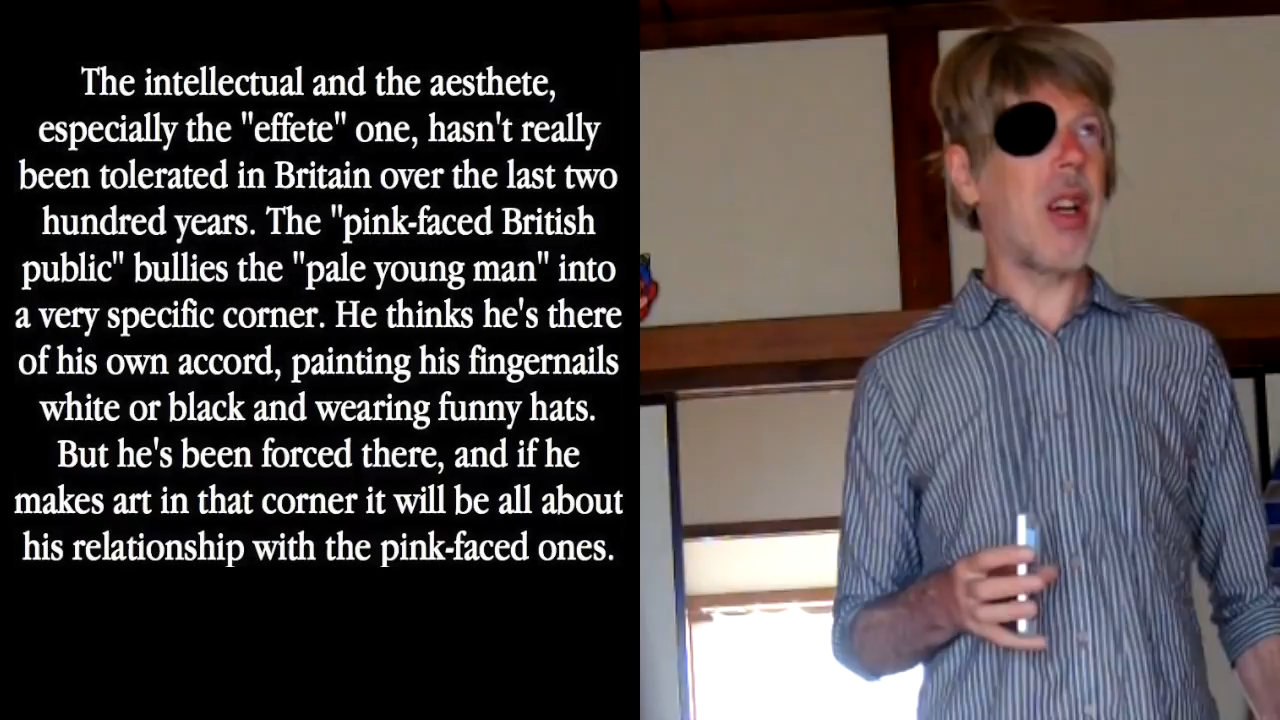 The intellectual and the aesthete,
especially the "effete" one, hasn't really
been tolerated in Britain over the last two
hundred years. The "pink-faced British
public" bullies the "pale young man" into
a very specific corner. He thinks he's there
of his own accord, painting his fingernails
white or black and wearing funny hats.
But he's been forced there, and if he
makes art in that corner it will be all about
his relationship with the pink-faced ones.